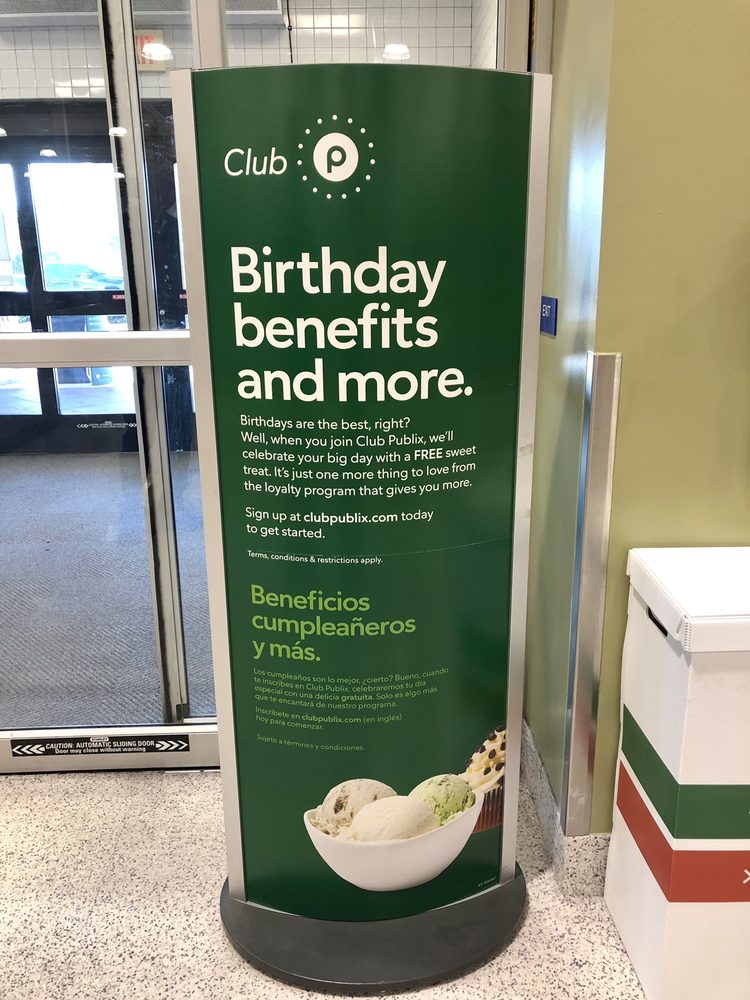 Club p
Birthday
benefits
and more.
Birthdays are the best, right?
Well, when you join Club Publix, we'll
celebrate your big day with a FREE sweet
treat. It's just one more thing to love from
the loyalty program that gives you more.
Sign up at clubpublix.com today
to get started.
Terms, conditions & restrictions apply.
Beneficios
cumpleañeros
y más.
Los cumpleaños son lo mejor, ¿cierto? Bueno, cuando
te inscribes en Club Publix, celebraremos tu día
especial con una delicia gratuita. Solo es algo más
que te encantará de nuestro programa.
Inscríbete en clubpublix.com (en inglés)
hoy para comenzar.
Sujeto a términos y condiciones.
CAUTION: AUTOMATIC SLIDING DOOR
Door may close without warning